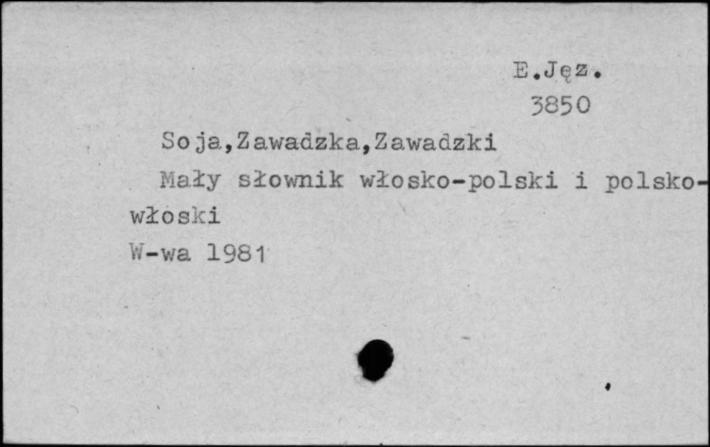 E.Jęz.
3850
Soja,Zawadzka,Zawadzki
Mały słownik włosko-polski i polsko-
włoski
W-wa 1981